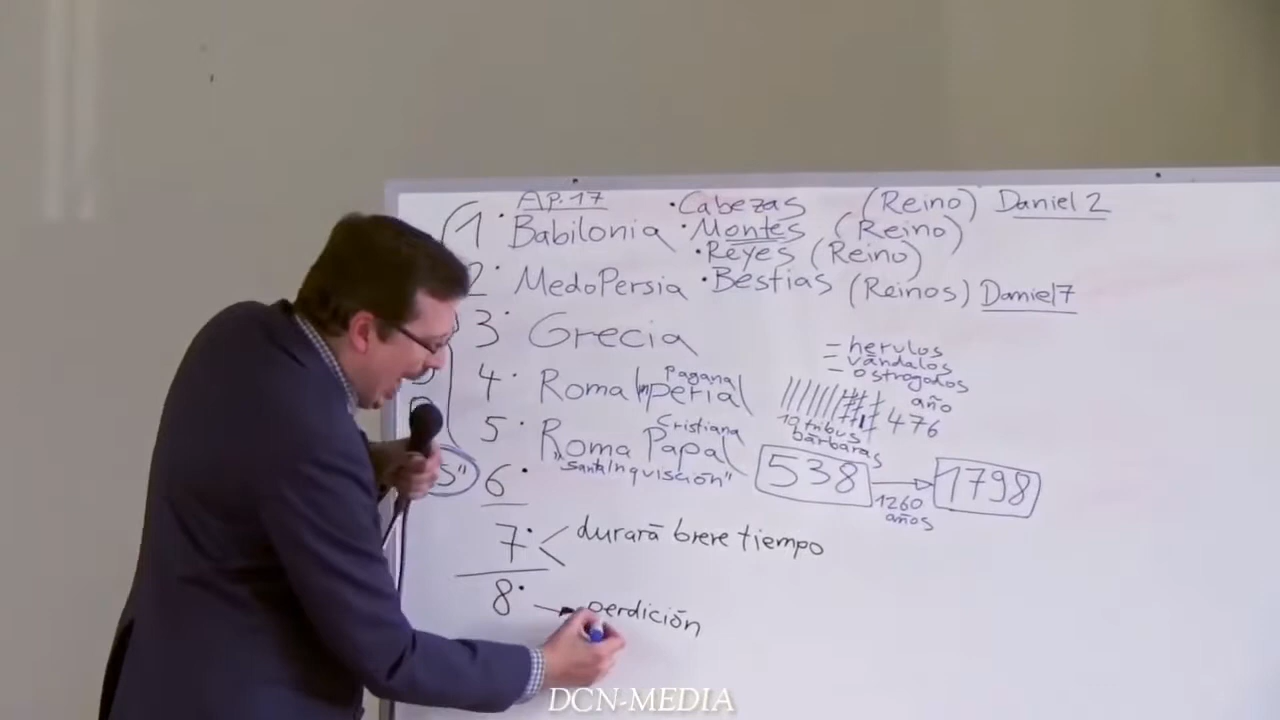 Ap. 17
• Cabezas (Reino) Daniel 2
1. Babilonia • Montes (Reino)
• Reyes (Reino)
2 MedoPersia • Bestias (Reinos) Daniel 7
3. Grecia
= herulos
- vándalos
- ostrogodos
4. Roma Imperial Pagana
año
476
10 tribus
bárbaras
5. Roma Papal Cristiana
"Santa Inquisición"
538 → 1798
1260
años
6.
7. < durará breve tiempo
8. → perdición
DCN-MEDIA